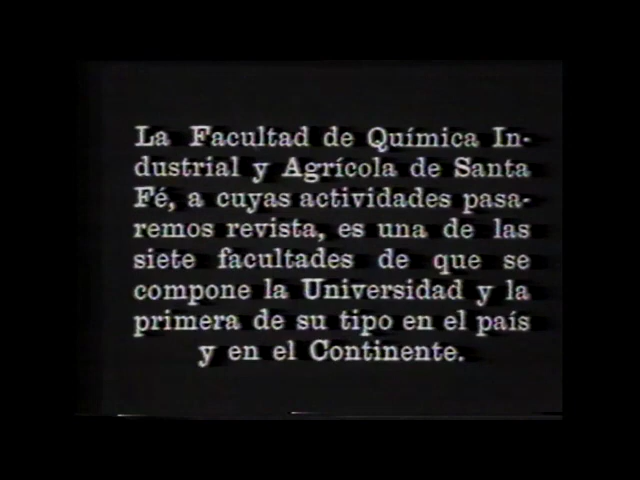 La Facultad de Química In-
dustrial y Agrícola de Santa
Fé, a cuyas actividades pasa-
remos revista, es una de las
siete facultades de que se
compone la Universidad y la
primera de su tipo en el país
y en el Continente.